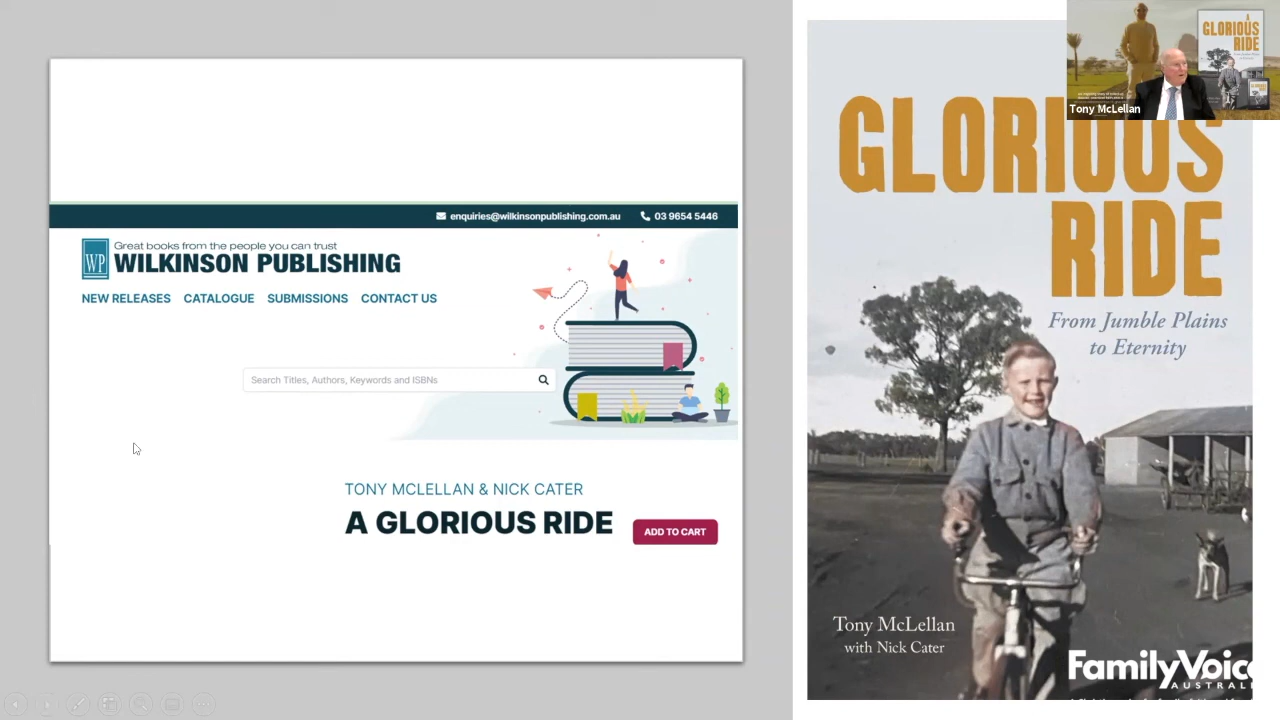 enquiries@wilkinsonpublishing.com.au 03 9654 5446
Great books from the people you can trust
WP WILKINSON PUBLISHING
NEW RELEASES CATALOGUE SUBMISSIONS CONTACT US
Search Titles, Authors, Keywords and ISBNs
TONY MCLELLAN & NICK CATER
A GLORIOUS RIDE
ADD TO CART
A
GLORIOUS
RIDE
Tony McLellan
GLORIOUS
RIDE
From Jumble Plains
to Eternity
Tony McLellan
with Nick Cater
FamilyVoice
AUSTRALI